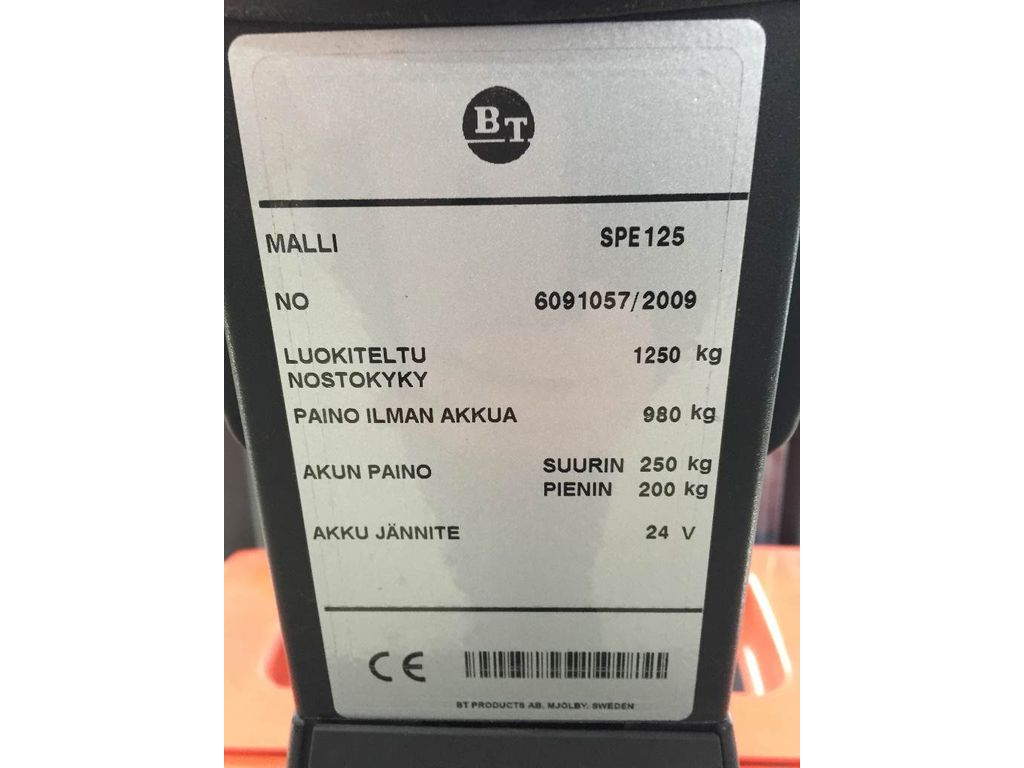 BT
MALLI SPE125
NO 6091057/2009
LUOKITELTU 1250 kg
NOSTOKYKY
PAINO ILMAN AKKUA 980 kg
AKUN PAINO SUURIN 250 kg
PIENIN 200 kg
AKKU JÄNNITE 24 V
CE
BT PRODUCTS AB, MJÖLBY, SWEDEN